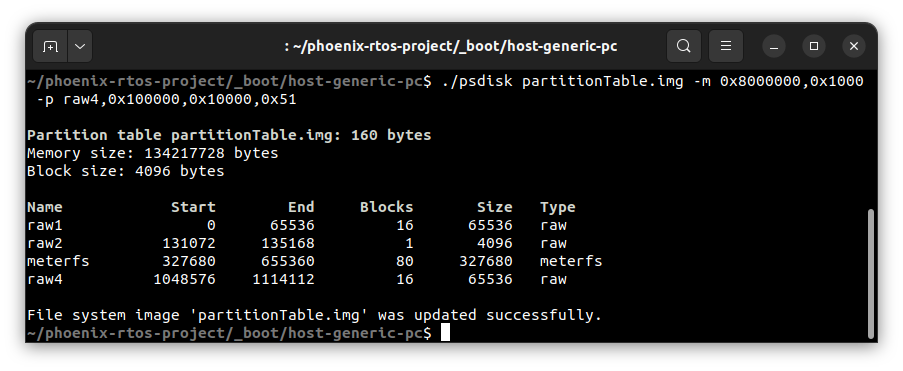 : ~/phoenix-rtos-project/_boot/host-generic-pc
~/phoenix-rtos-project/_boot/host-generic-pc$ ./psdisk partitionTable.img -m 0x8000000,0x1000
-p raw4,0x100000,0x10000,0x51
Partition table partitionTable.img: 160 bytes
Memory size: 134217728 bytes
Block size: 4096 bytes
Name Start End Blocks Size Type
raw1 0 65536 16 65536 raw
raw2 131072 135168 1 4096 raw
meterfs 327680 655360 80 327680 meterfs
raw4 1048576 1114112 16 65536 raw
File system image 'partitionTable.img' was updated successfully.
~/phoenix-rtos-project/_boot/host-generic-pc$